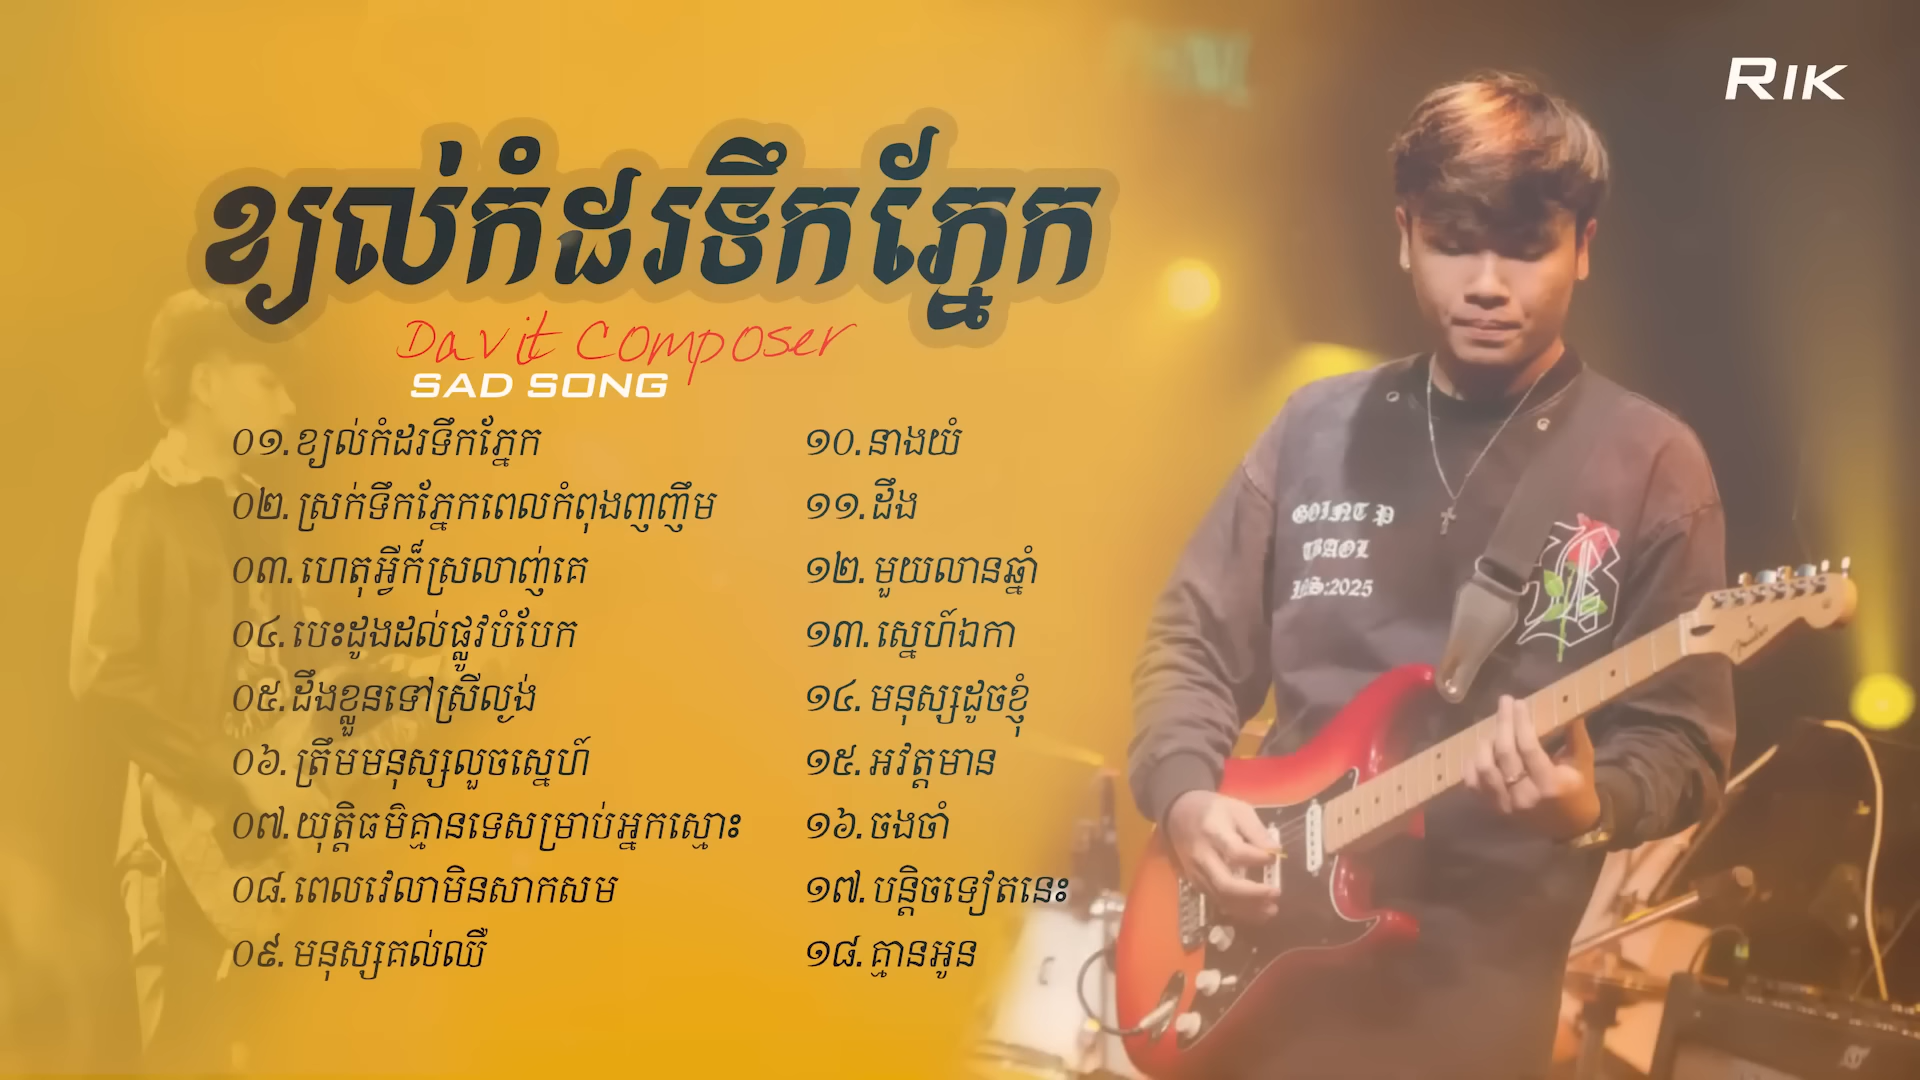 Rik
ខ្យល់កំដរទឹកភ្នែក
Davit Composer
SAD SONG
០១. ខ្យល់កំដរទឹកភ្នែក
០២. ស្រក់ទឹកភ្នែកពេលកំពុងញញឹម
០៣. ហេតុអ្វីក៏ស្រលាញ់គេ
០៤. បេះដូងដល់ផ្លូវបំបែក
០៥. ដឹងខ្លួនទៅស្រីល្ងង់
០៦. ត្រឹមមនុស្សលួចស្នេហ៍
០៧. យុត្តិធម៌គ្មានទេសម្រាប់អ្នកស្មោះ
០៨. ពេលវេលាមិនសាកសម
០៩. មនុស្សគល់ឈឺ
១០. នាងយំ
១១. ដឹង
១២. មួយលានឆ្នាំ
១៣. ស្នេហ៍ឯកា
១៤. មនុស្សដូចខ្ញុំ
១៥. អវត្តមាន
១៦. ចងចាំ
១៧. បន្តិចទៀតនេះ
១៨. គ្មានអូន
GOINT P
:2025